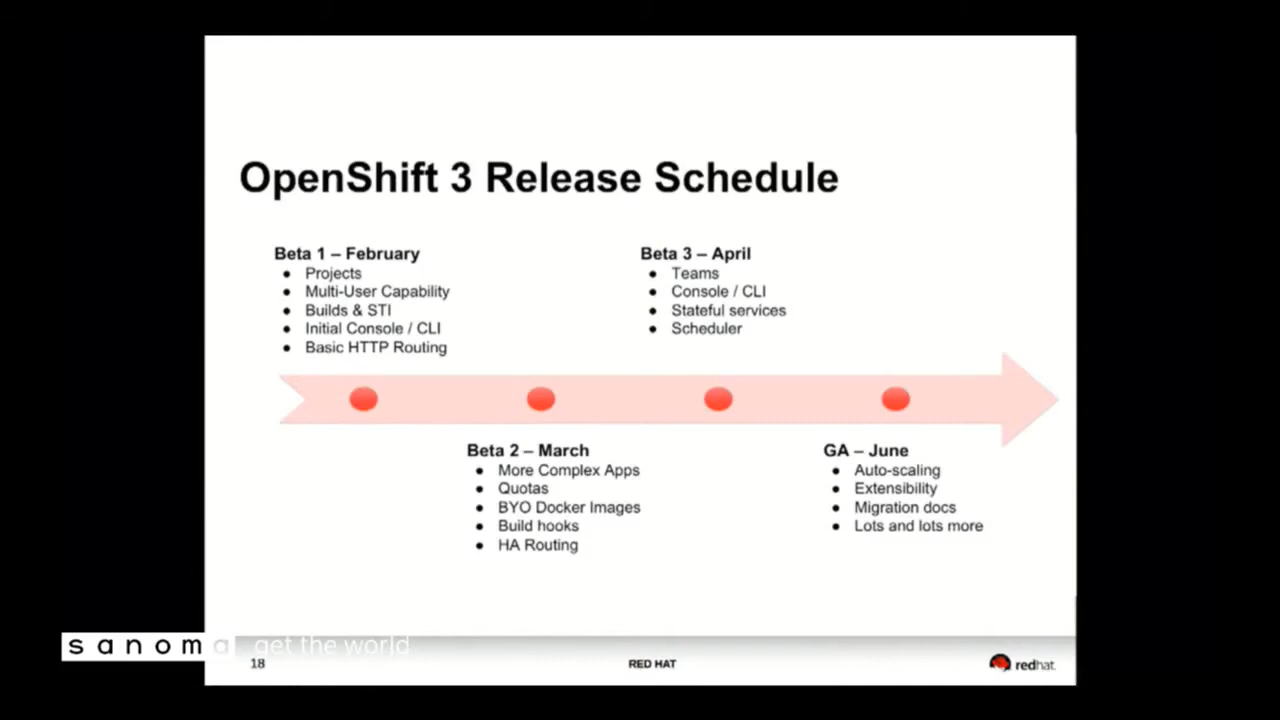 OpenShift 3 Release Schedule
Beta 1 – February
● Projects
● Multi-User Capability
● Builds & STI
● Initial Console / CLI
● Basic HTTP Routing
Beta 3 – April
● Teams
● Console / CLI
● Stateful services
● Scheduler
Beta 2 – March
● More Complex Apps
● Quotas
● BYO Docker Images
● Build hooks
● HA Routing
GA – June
● Auto-scaling
● Extensibility
● Migration docs
● Lots and lots more
sanoma get the world
18
RED HAT
redhat.